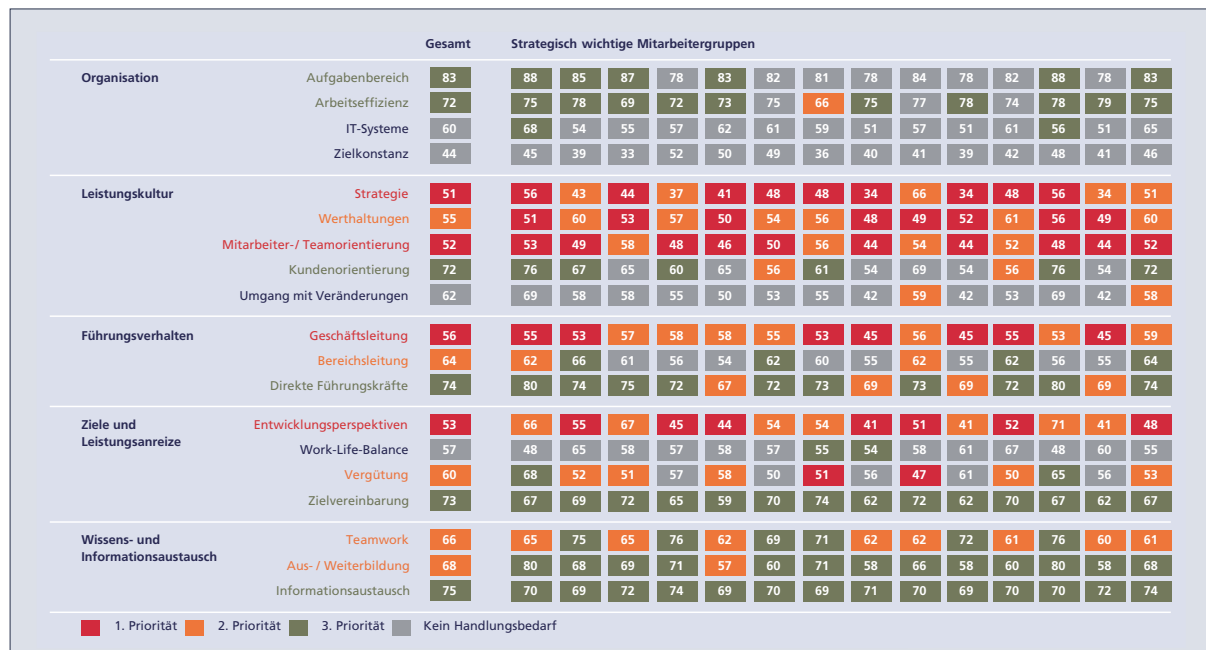 Gesamt Strategisch wichtige Mitarbeitergruppen
Organisation Aufgabenbereich 83 88 85 87 78 83 82 81 78 84 78 82 88 78 83
Arbeitseffizienz 72 75 78 69 72 73 75 66 75 77 78 74 78 79 75
IT-Systeme 60 68 54 55 57 62 61 59 51 57 51 61 56 51 65
Zielkonstanz 44 45 39 33 52 50 49 36 40 41 39 42 48 41 46
Leistungskultur Strategie 51 56 43 44 37 41 48 48 34 66 34 48 56 34 51
Werthaltungen 55 51 60 53 57 50 54 56 48 49 52 61 56 49 60
Mitarbeiter-/ Teamorientierung 52 53 49 58 48 46 50 56 44 54 44 52 48 44 52
Kundenorientierung 72 76 67 65 60 65 56 61 54 69 54 56 76 54 72
Umgang mit Veränderungen 62 69 58 58 55 50 53 55 42 59 42 53 69 42 58
Führungsverhalten Geschäftsleitung 56 55 53 57 58 58 55 53 45 56 45 55 53 45 59
Bereichsleitung 64 62 66 61 56 54 62 60 55 62 55 62 56 55 64
Direkte Führungskräfte 74 80 74 75 72 67 72 73 69 73 69 72 80 69 74
Ziele und Entwicklungsperspektiven 53 66 55 67 45 44 54 54 41 51 41 52 71 41 48
Leistungsanreize
Work-Life-Balance 57 48 65 58 57 58 57 55 54 58 61 67 48 60 55
Vergütung 60 68 52 51 57 58 50 51 56 47 61 50 65 56 53
Zielvereinbarung 73 67 69 72 65 59 70 74 62 72 62 70 67 62 67
Wissens- und Teamwork 66 65 75 65 76 62 69 71 62 62 72 61 76 60 61
Informationsaustausch
Aus- / Weiterbildung 68 80 68 69 71 57 60 71 58 66 58 60 80 58 68
Informationsaustausch 75 70 69 72 74 69 70 69 71 70 69 70 70 72 74
1. Priorität 2. Priorität 3. Priorität Kein Handlungsbedarf